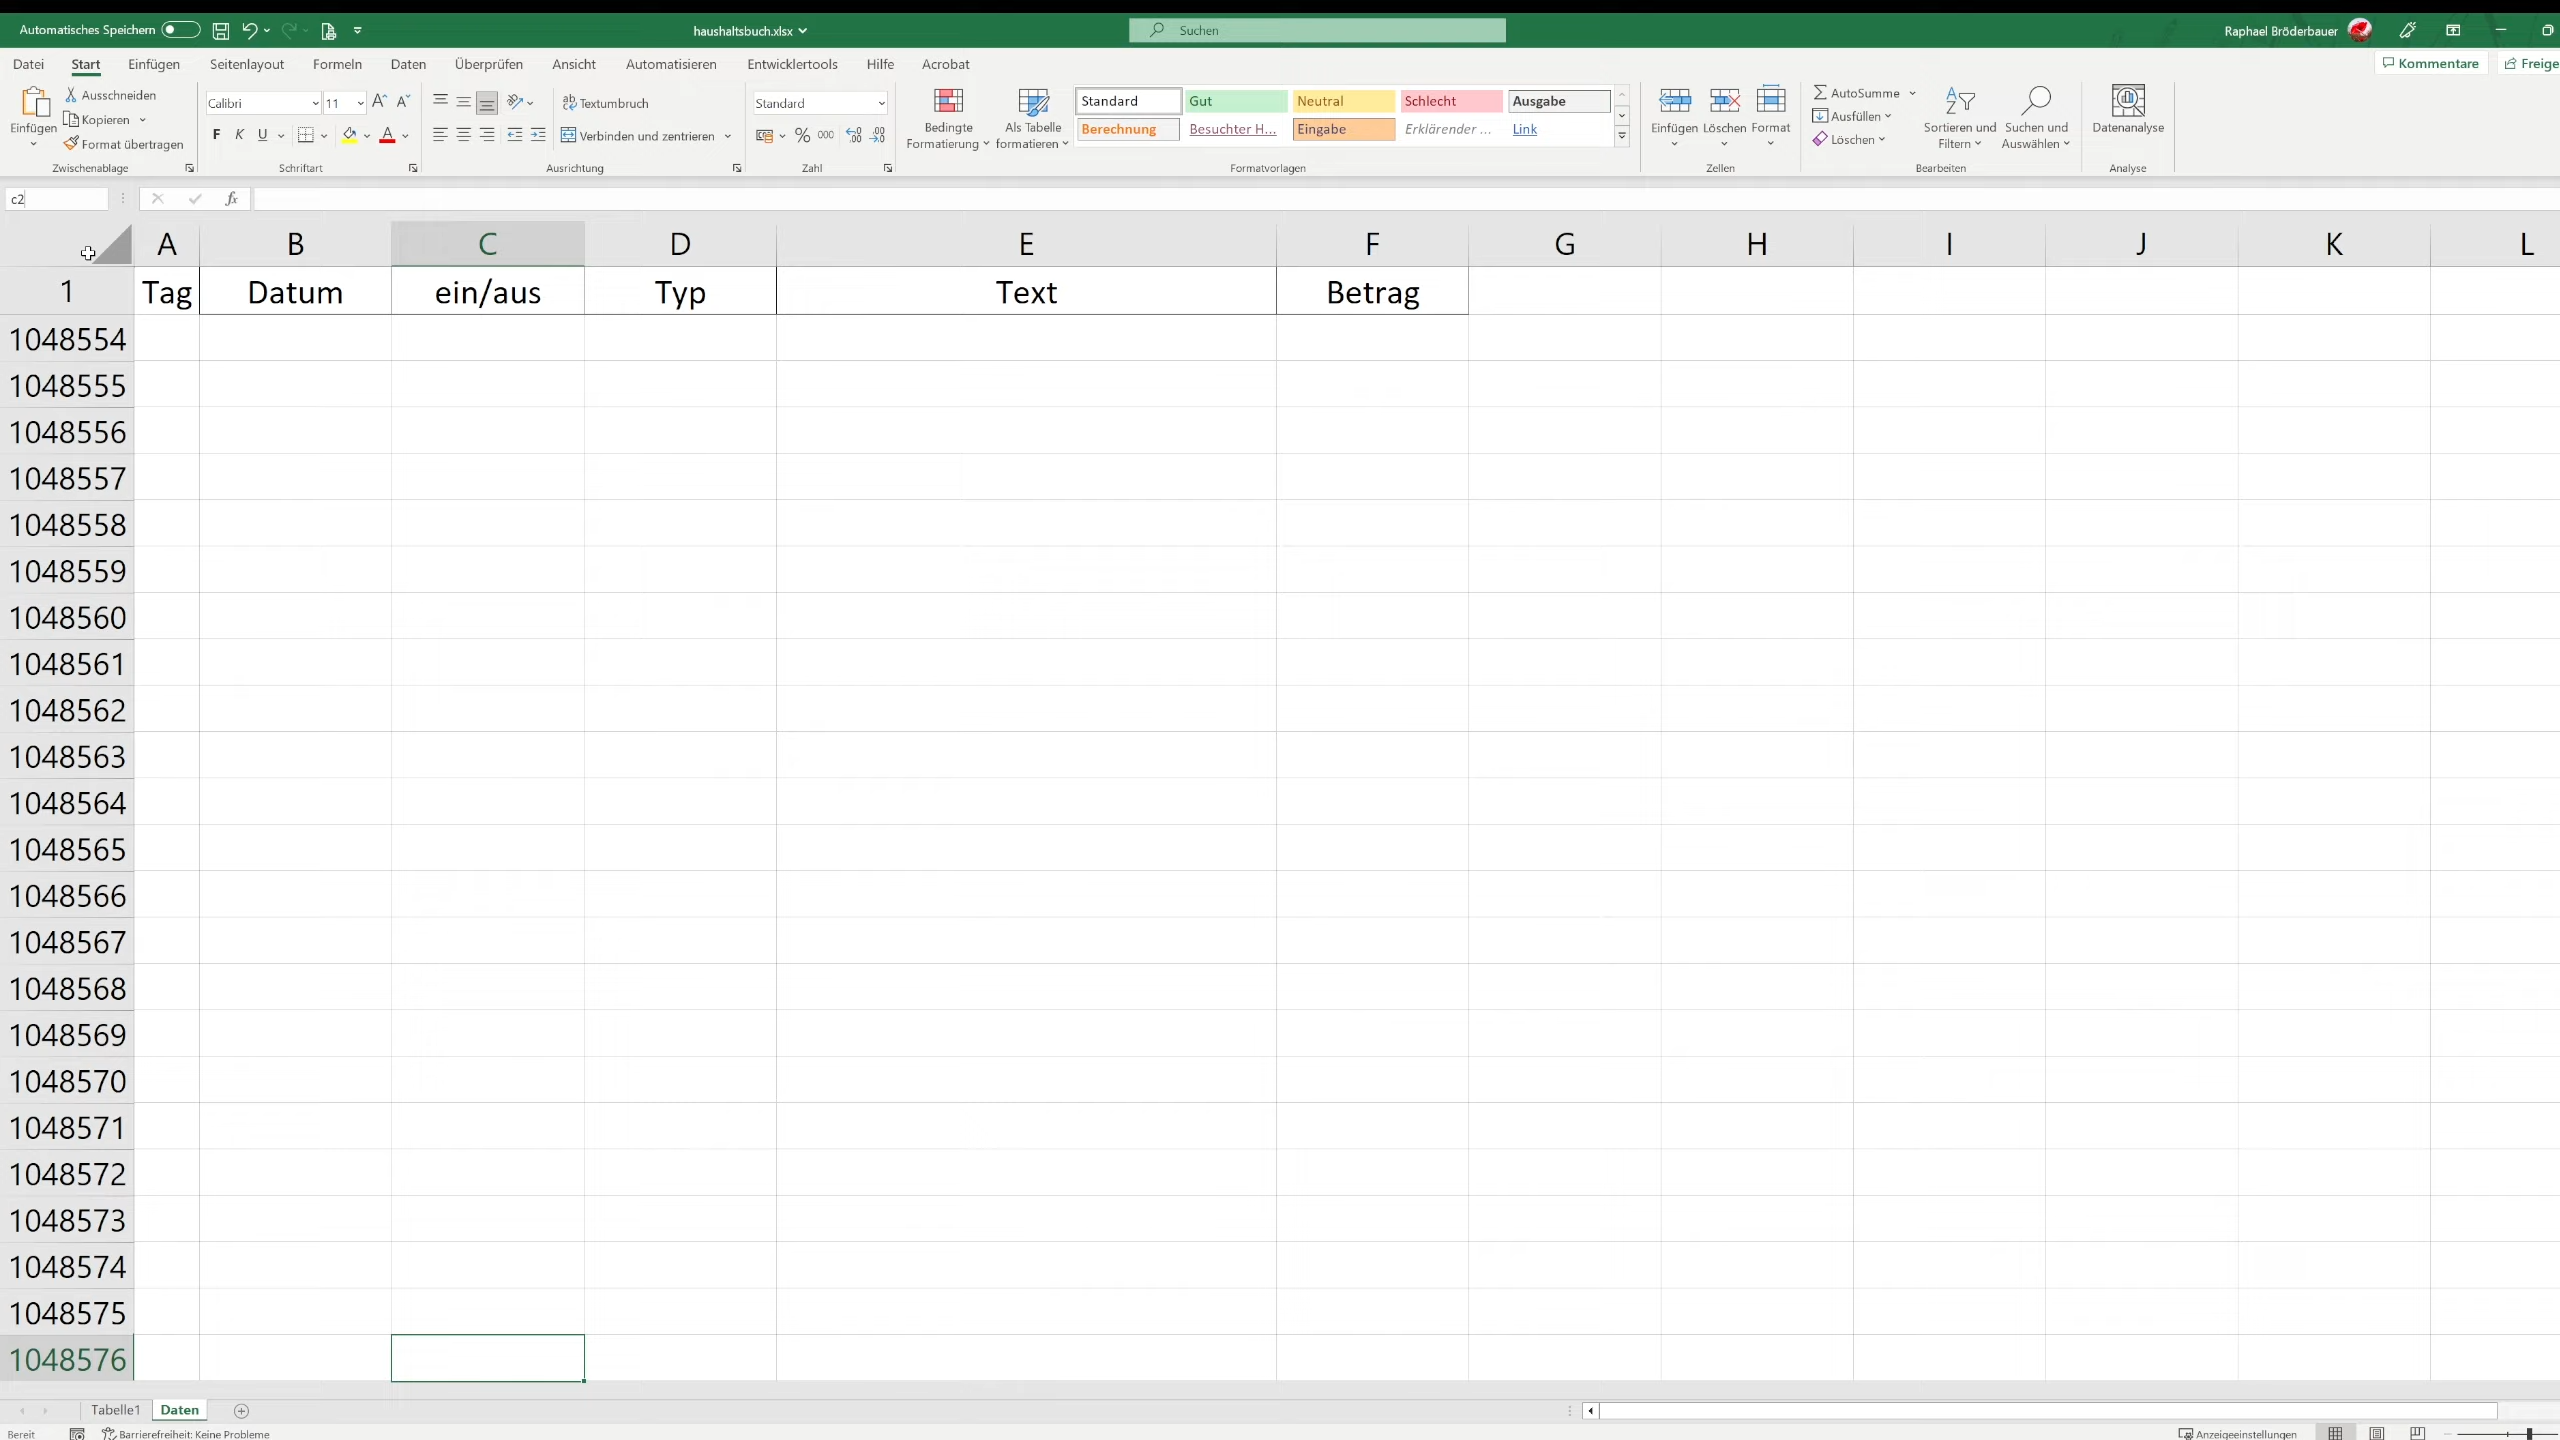 Automatisches Speichern
haushaltsbuch.xlsx
Suchen
Raphael Bröderbauer
Datei Start Einfügen Seitenlayout Formeln Daten Überprüfen Ansicht Automatisieren Entwicklertools Hilfe Acrobat
Kommentare Freige
Einfügen
Ausschneiden
Kopieren
Format übertragen
Zwischenablage
Calibri 11
F K U
Schriftart
Textumbruch
Verbinden und zentrieren
Ausrichtung
Standard
% 000
Zahl
Bedingte
Formatierung
Als Tabelle
formatieren
Standard Gut Neutral Schlecht Ausgabe
Berechnung Besuchter H... Eingabe Erklärender ... Link
Formatvorlagen
Einfügen Löschen Format
Zellen
AutoSumme
Ausfüllen
Löschen
Sortieren und
Filtern
Suchen und
Auswählen
Bearbeiten
Datenanalyse
Analyse
c2 fx
A B C D E F G H I J K L
1 Tag Datum ein/aus Typ Text Betrag
1048554
1048555
1048556
1048557
1048558
1048559
1048560
1048561
1048562
1048563
1048564
1048565
1048566
1048567
1048568
1048569
1048570
1048571
1048572
1048573
1048574
1048575
1048576
Tabelle1 Daten
Bereit Barrierefreiheit: Keine Probleme Anzeigeeinstellungen